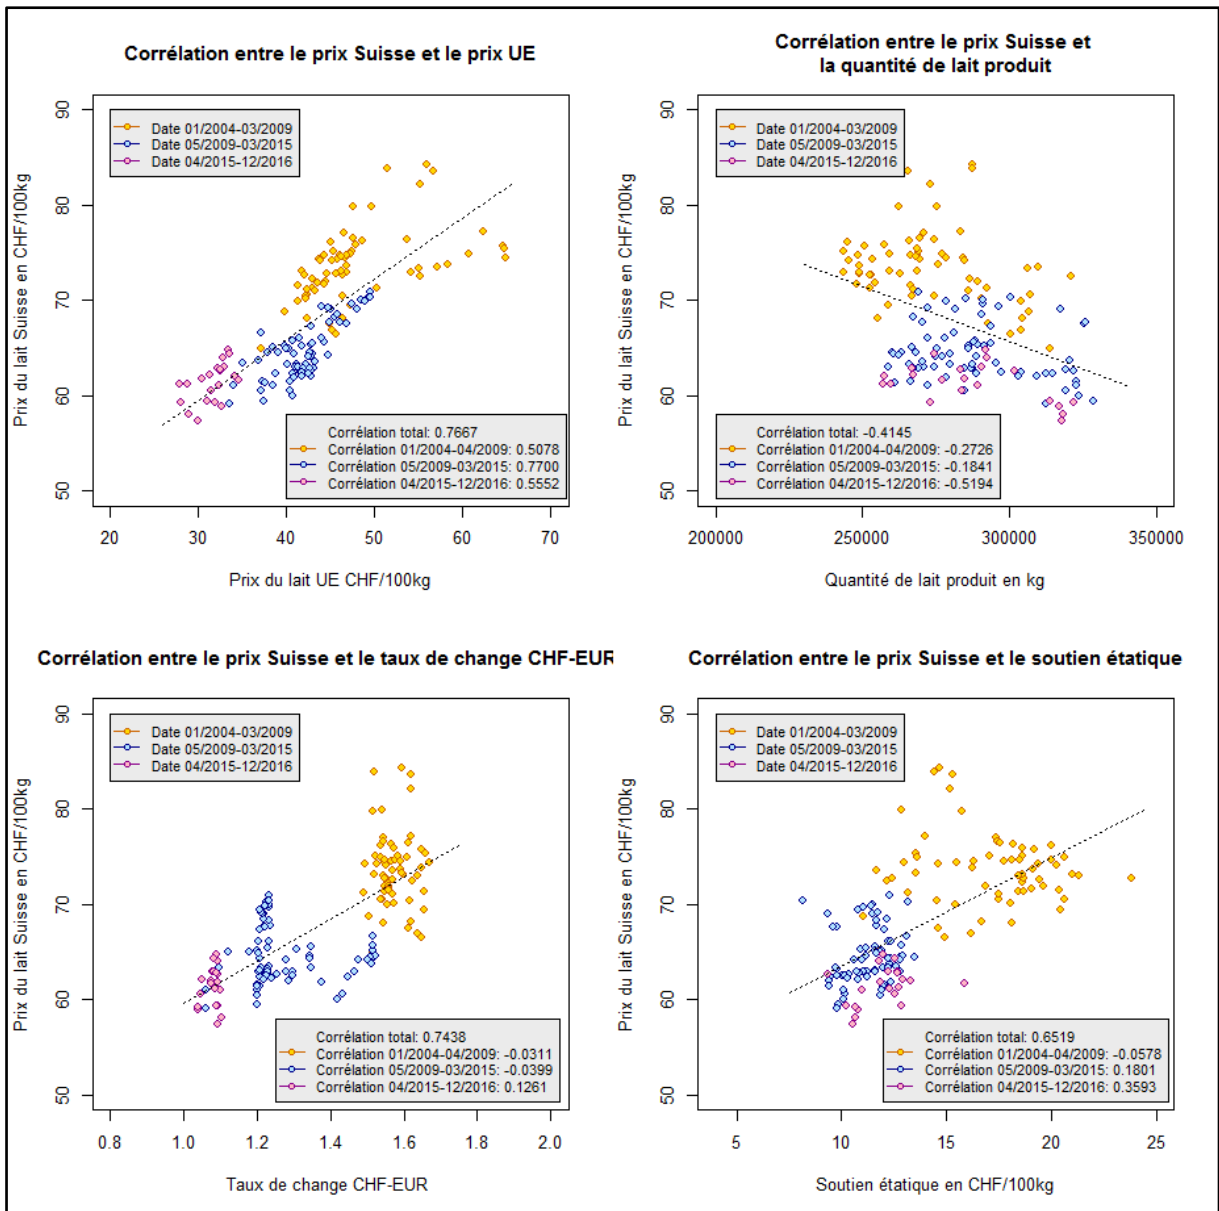 Corrélation entre le prix Suisse et le prix UE
Prix du lait Suisse en CHF/100kg
90
80
70
60
50
Date 01/2004-03/2009
Date 05/2009-03/2015
Date 04/2015-12/2016
Corrélation total: 0.7667
Corrélation 01/2004-04/2009: 0.5078
Corrélation 05/2009-03/2015: 0.7700
Corrélation 04/2015-12/2016: 0.5552
20 30 40 50 60 70
Prix du lait UE CHF/100kg
Corrélation entre le prix Suisse et
la quantité de lait produit
Prix du lait Suisse en CHF/100kg
90
80
70
60
50
Date 01/2004-03/2009
Date 05/2009-03/2015
Date 04/2015-12/2016
Corrélation total: -0.4145
Corrélation 01/2004-04/2009: -0.2726
Corrélation 05/2009-03/2015: -0.1841
Corrélation 04/2015-12/2016: -0.5194
200000 250000 300000 350000
Quantité de lait produit en kg
Corrélation entre le prix Suisse et le taux de change CHF-EUR
Prix du lait Suisse en CHF/100kg
90
80
70
60
50
Date 01/2004-03/2009
Date 05/2009-03/2015
Date 04/2015-12/2016
Corrélation total: 0.7438
Corrélation 01/2004-04/2009: -0.0311
Corrélation 05/2009-03/2015: -0.0399
Corrélation 04/2015-12/2016: 0.1261
0.8 1.0 1.2 1.4 1.6 1.8 2.0
Taux de change CHF-EUR
Corrélation entre le prix Suisse et le soutien étatique
Prix du lait Suisse en CHF/100kg
90
80
70
60
50
Date 01/2004-03/2009
Date 05/2009-03/2015
Date 04/2015-12/2016
Corrélation total: 0.6519
Corrélation 01/2004-04/2009: -0.0578
Corrélation 05/2009-03/2015: 0.1801
Corrélation 04/2015-12/2016: 0.3593
5 10 15 20 25
Soutien étatique en CHF/100kg